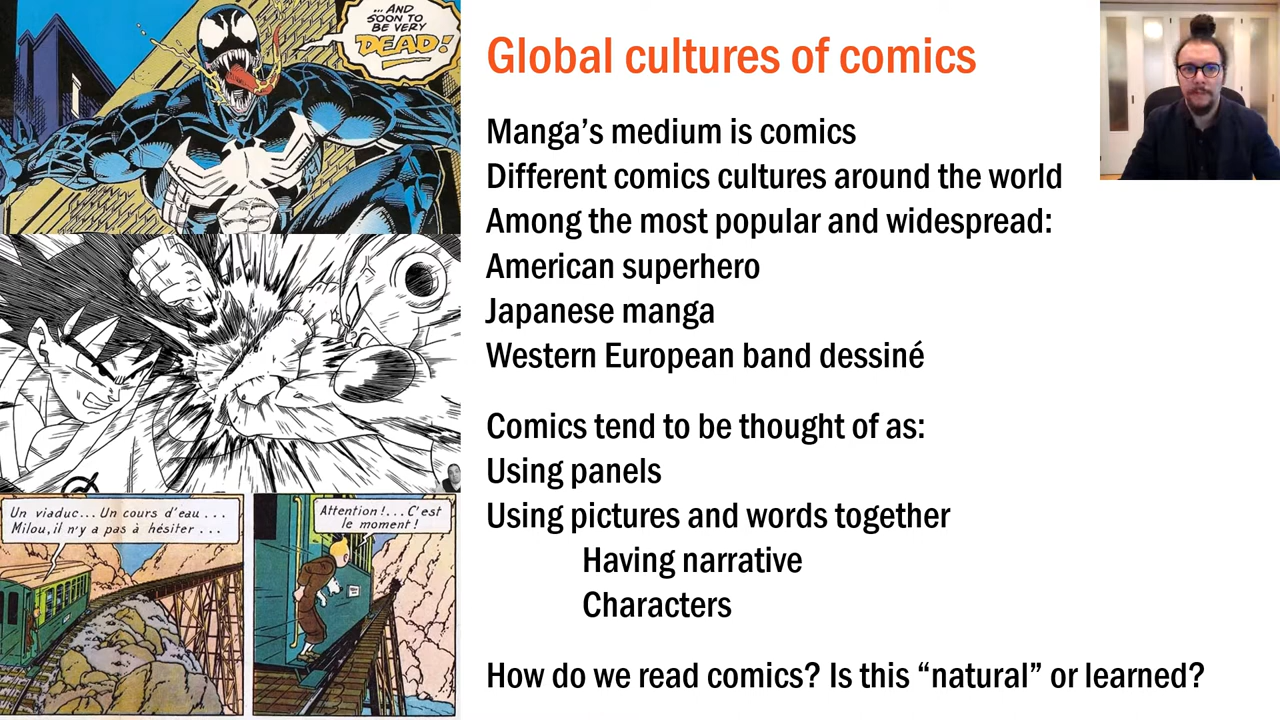 ...AND
SOON TO
BE VERY
DEAD!
Global cultures of comics
Manga’s medium is comics
Different comics cultures around the world
Among the most popular and widespread:
American superhero
Japanese manga
Western European band dessiné
Comics tend to be thought of as:
Using panels
Using pictures and words together
Having narrative
Characters
How do we read comics? Is this “natural” or learned?
Un viaduc... Un cours d'eau ...
Milou, il n'y a pas à hésiter ...
Attention!...C'est
le moment!